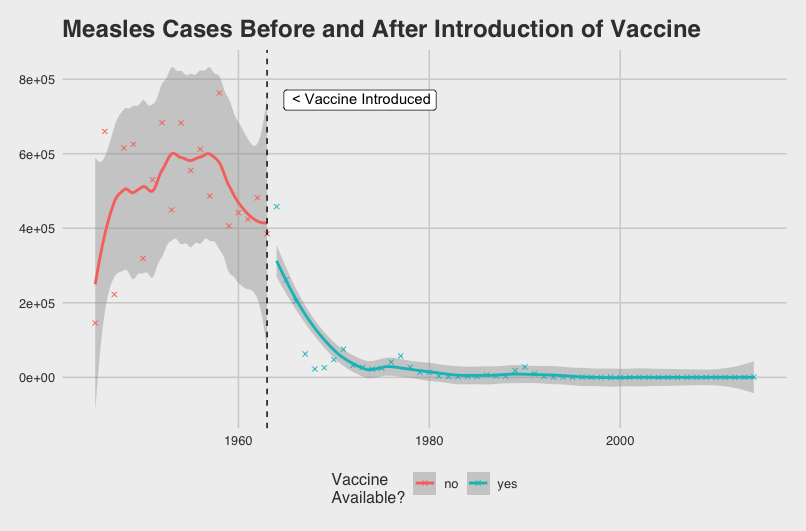 Measles Cases Before and After Introduction of Vaccine
8e+05
6e+05
4e+05
2e+05
0e+00
< Vaccine Introduced
1960 1980 2000
Vaccine
Available?
no yes